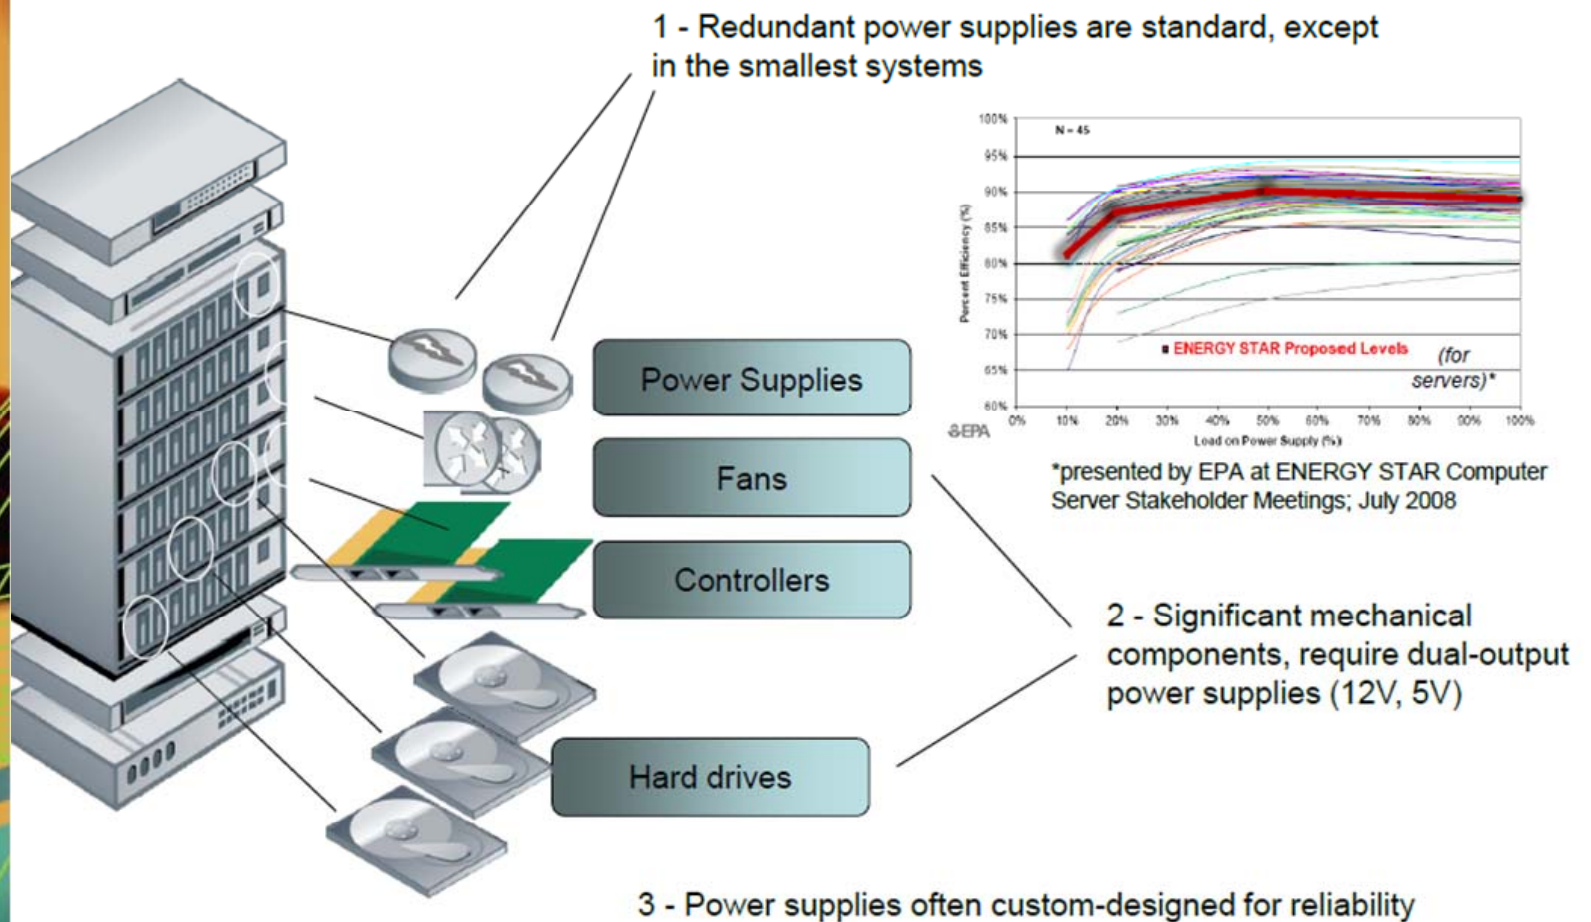 1 - Redundant power supplies are standard, except
in the smallest systems
100%
95%
90%
85%
80%
75%
70%
65%
60%
Percent Efficiency (%)
N = 45
ENERGY STAR Proposed Levels
(for
servers)*
0%
10%
20%
30%
40%
50%
60%
70%
80%
90%
100%
Load on Power Supply (%)
EPA
*presented by EPA at ENERGY STAR Computer
Server Stakeholder Meetings; July 2008
Power Supplies
Fans
Controllers
2 - Significant mechanical
components, require dual-output
power supplies (12V, 5V)
Hard drives
3 - Power supplies often custom-designed for reliability